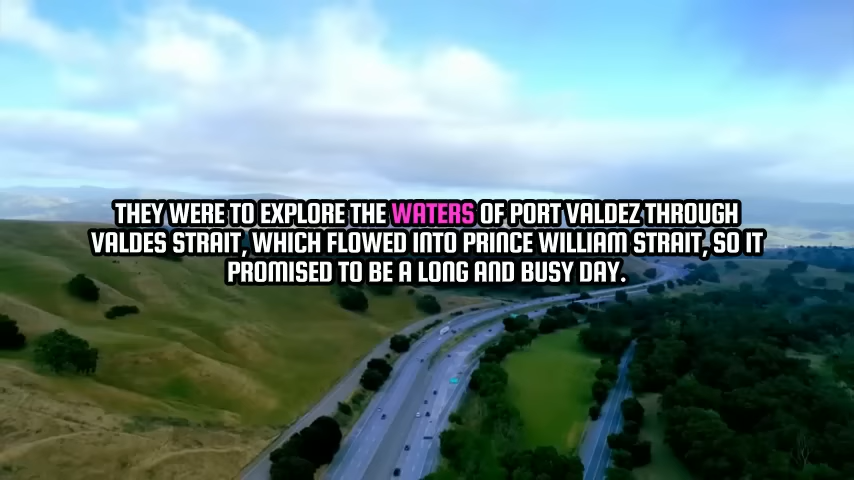 THEY WERE TO EXPLORE THE WATERS OF PORT VALDEZ THROUGH
VALDES STRAIT, WHICH FLOWED INTO PRINCE WILLIAM STRAIT, SO IT
PROMISED TO BE A LONG AND BUSY DAY.